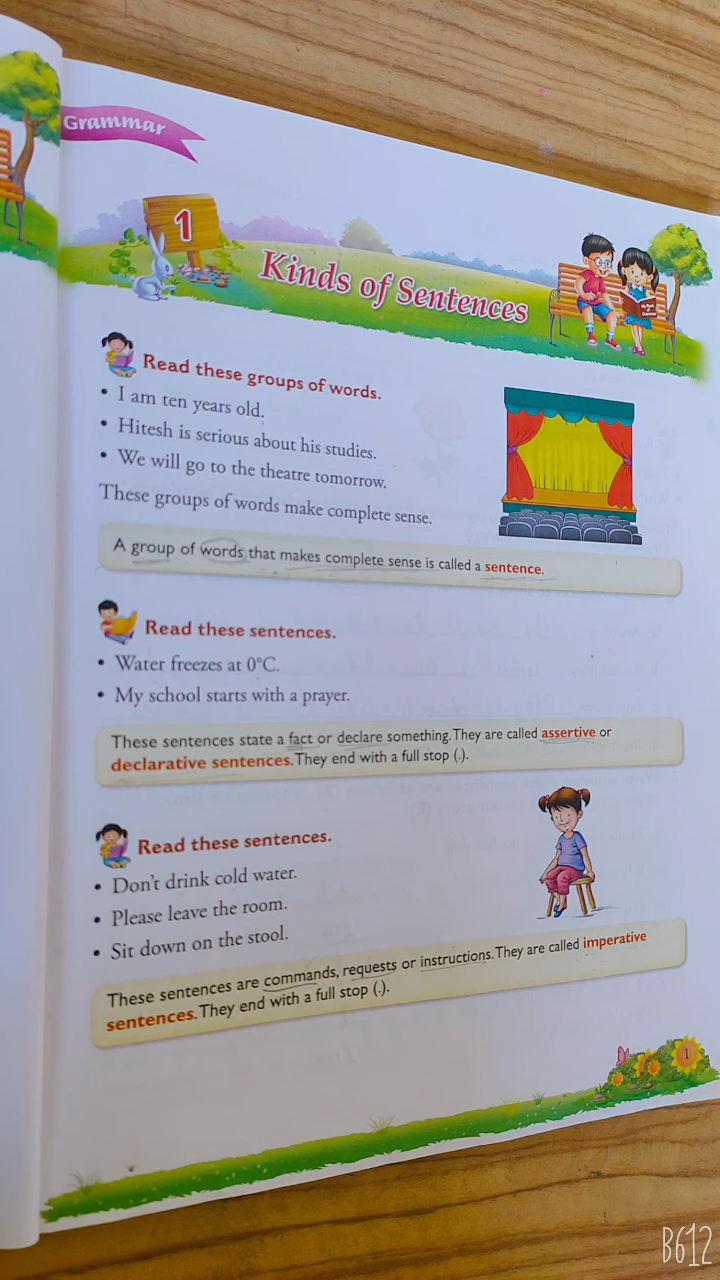 Grammar
1
Kinds of Sentences
Read these groups of words.
• I am ten years old.
• Hitesh is serious about his studies.
• We will go to the theatre tomorrow.
These groups of words make complete sense.
A group of words that makes complete sense is called a sentence.
Read these sentences.
• Water freezes at 0°C.
• My school starts with a prayer.
These sentences state a fact or declare something. They are called assertive or
declarative sentences. They end with a full stop (.).
Read these sentences.
• Don't drink cold water.
• Please leave the room.
• Sit down on the stool.
These sentences are commands, requests or instructions. They are called imperative
sentences. They end with a full stop (.).
1
B612